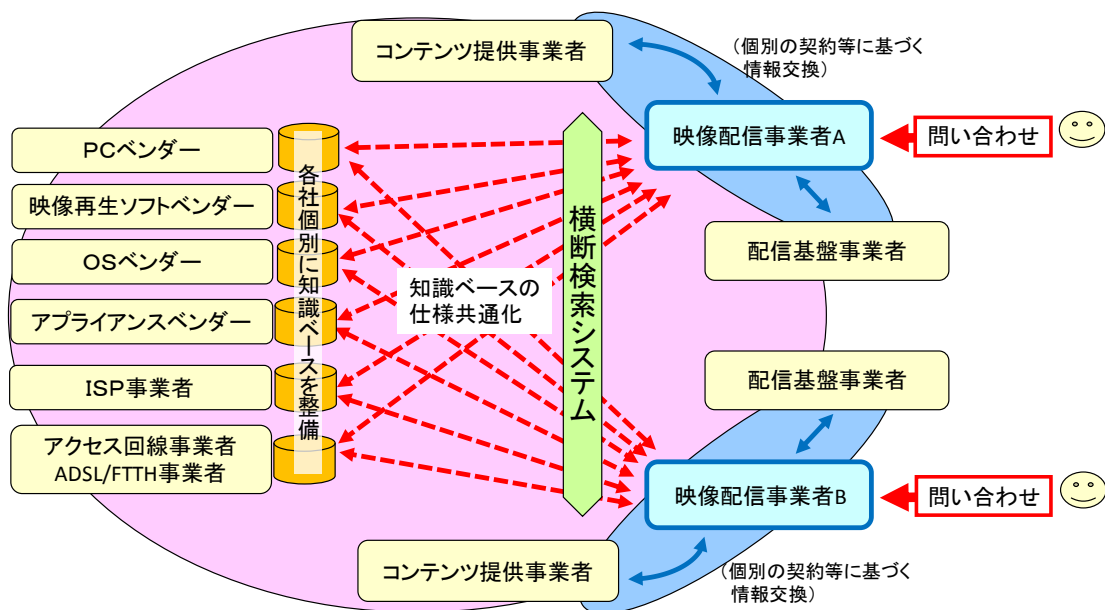 コンテンツ提供事業者
（個別の契約等に基づく
情報交換）
映像配信事業者A
問い合わせ
配信基盤事業者
PCベンダー
映像再生ソフトベンダー
OSベンダー
アプライアンスベンダー
ISP事業者
アクセス回線事業者
ADSL/FTTH事業者
各社個別に知識ベースを整備
知識ベースの
仕様共通化
横断検索システム
配信基盤事業者
映像配信事業者B
問い合わせ
コンテンツ提供事業者
（個別の契約等に基づく
情報交換）